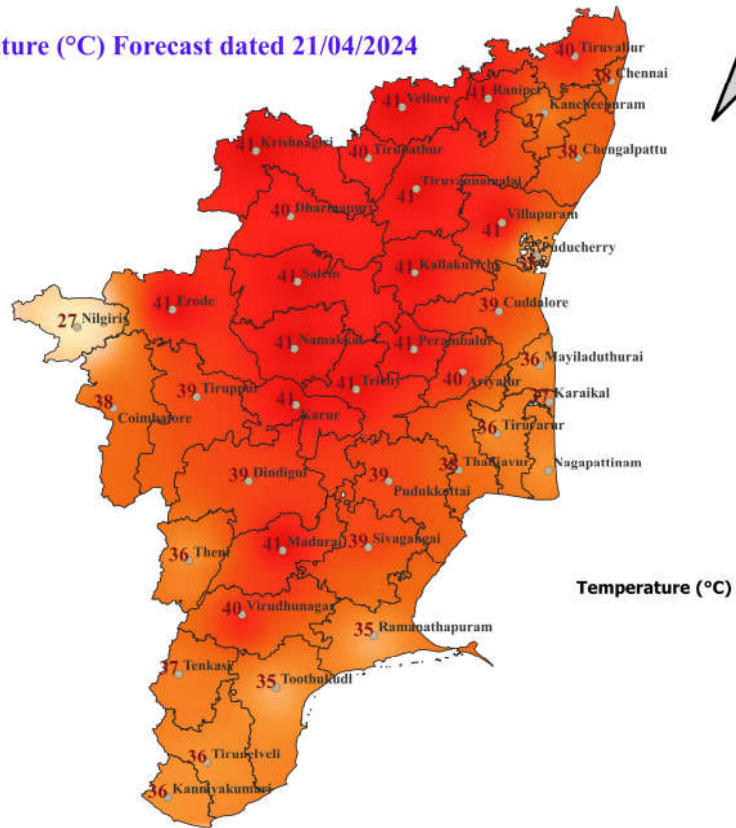 ture (°C) Forecast dated 21/04/2024
40 Tiruvallur
38 Chennai
41 Ranipet
41 Vellore
37 Kancheepuram
41 Krishnagiri
40 Tirupathur
38 Chengalpattu
41 Tiruvannamalai
40 Dharmapuri
41 Villupuram
Puducherry
41 Salem
41 Kallakurichi
39 Cuddalore
41 Erode
27 Nilgiris
41 Namakkal
41 Perambalur
36 Mayiladuthurai
39 Tiruppur
41 Trichy
40 Ariyalur
37 Karaikal
38 Coimbatore
41 Karur
36 Tiruvarur
39 Dindigul
39 Pudukkottai
38 Thanjavur
Nagapattinam
41 Madurai
39 Sivagangai
36 Theni
Temperature (°C)
40 Virudhunagar
35 Ramanathapuram
37 Tenkasi
35 Toothukudi
36 Tirunelveli
36 Kanniyakumari